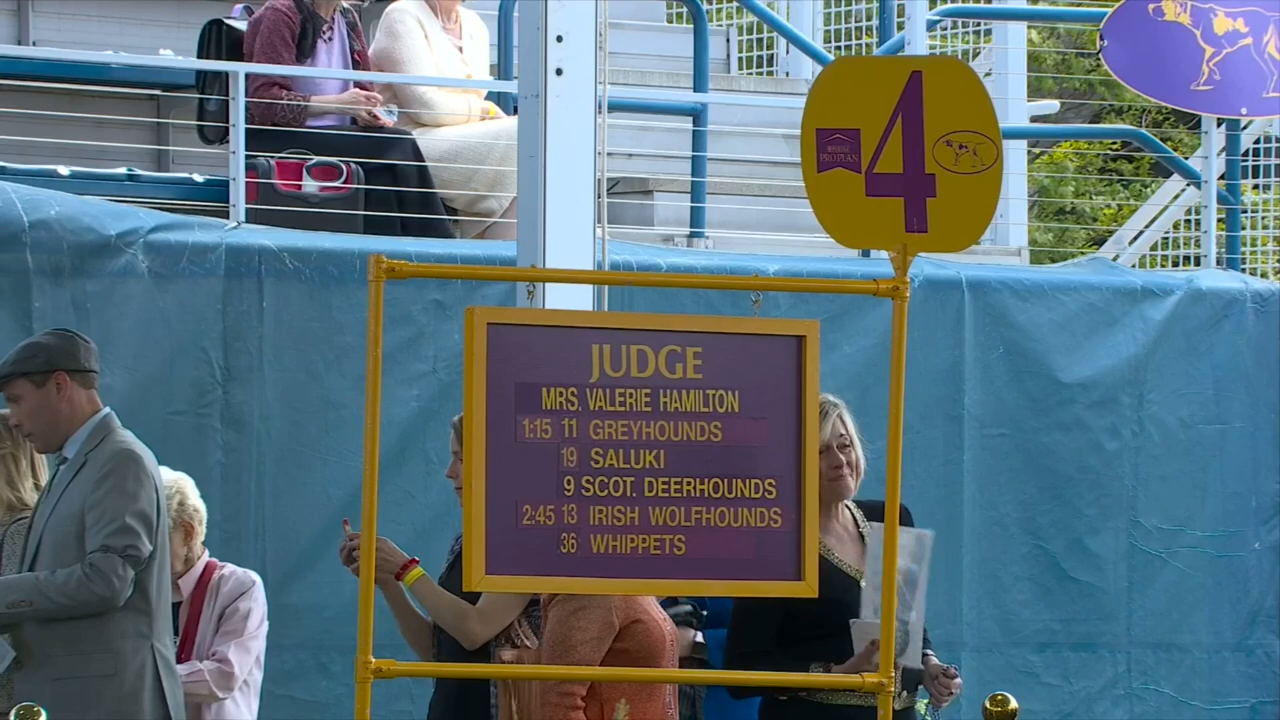 4
PRO PLAN
JUDGE
MRS. VALERIE HAMILTON
1:15 11 GREYHOUNDS
19 SALUKI
9 SCOT. DEERHOUNDS
2:45 13 IRISH WOLFHOUNDS
36 WHIPPETS